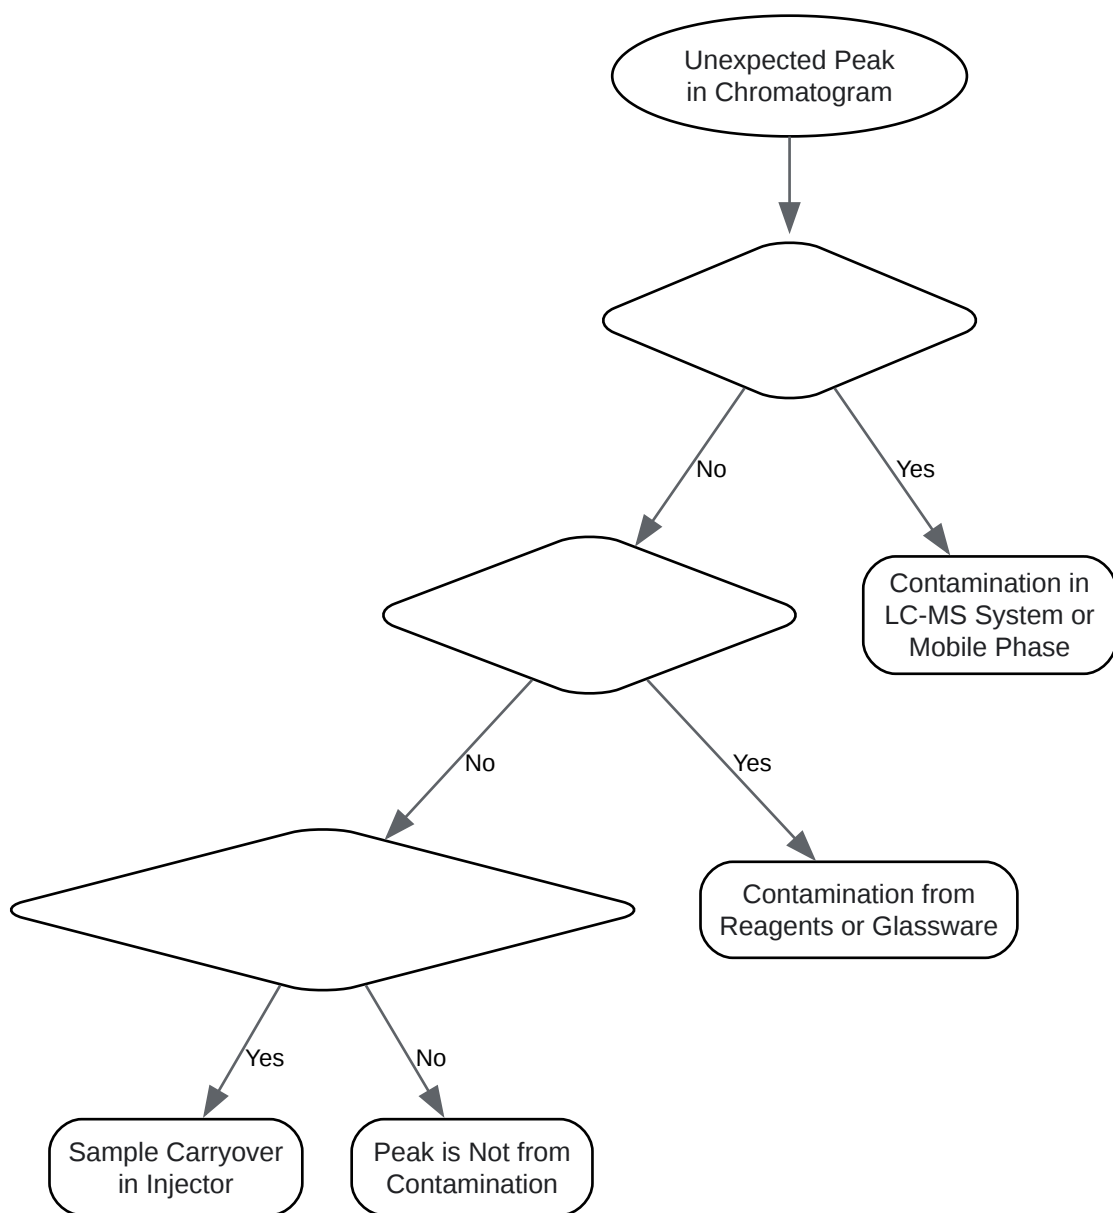 Unexpected Peak
in Chromatogram
No
Yes
Contamination in
LC-MS System or
Mobile Phase
No
Yes
Contamination from
Reagents or Glassware
Yes
No
Sample Carryover
in Injector
Peak is Not from
Contamination